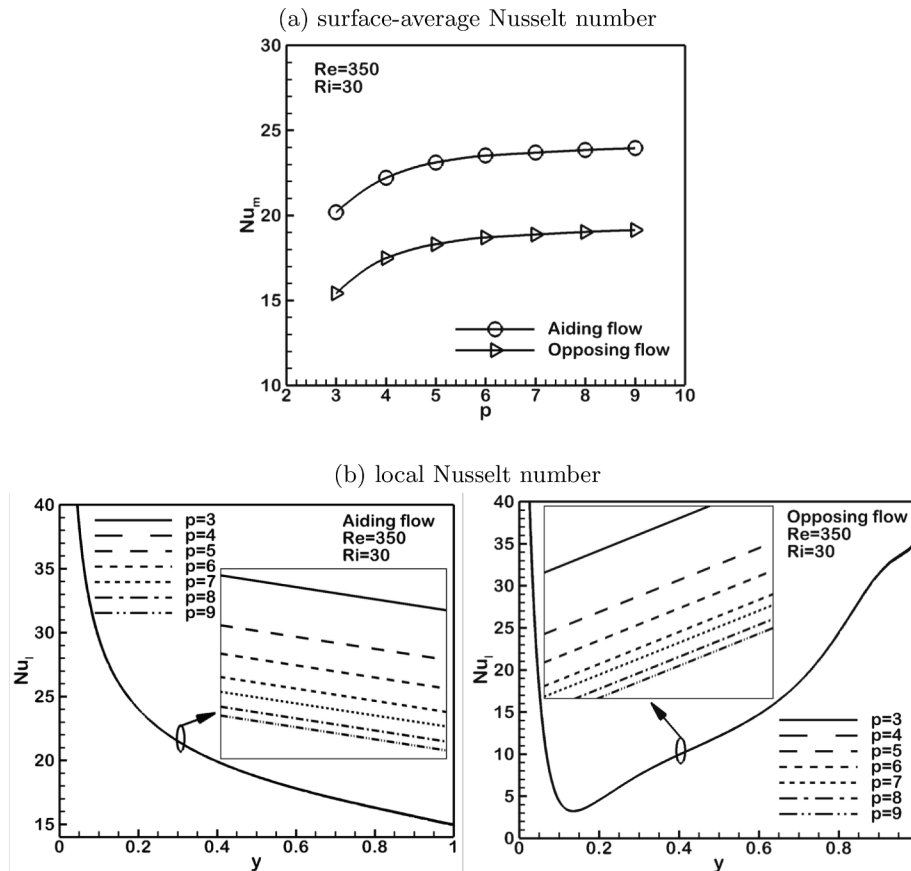 (a) surface-average Nusselt number
30
25
20
15
10
Nu_m
Re=350
Ri=30
Aiding flow
Opposing flow
2 3 4 5 6 7 8 9 10
p
(b) local Nusselt number
40
35
30
25
20
15
Nu_l
p=3
p=4
p=5
p=6
p=7
p=8
p=9
Aiding flow
Re=350
Ri=30
0 0.2 0.4 0.6 0.8 1
y
40
35
30
25
20
15
10
5
0
Nu_l
Opposing flow
Re=350
Ri=30
p=3
p=4
p=5
p=6
p=7
p=8
p=9
0 0.2 0.4 0.6 0.8
y